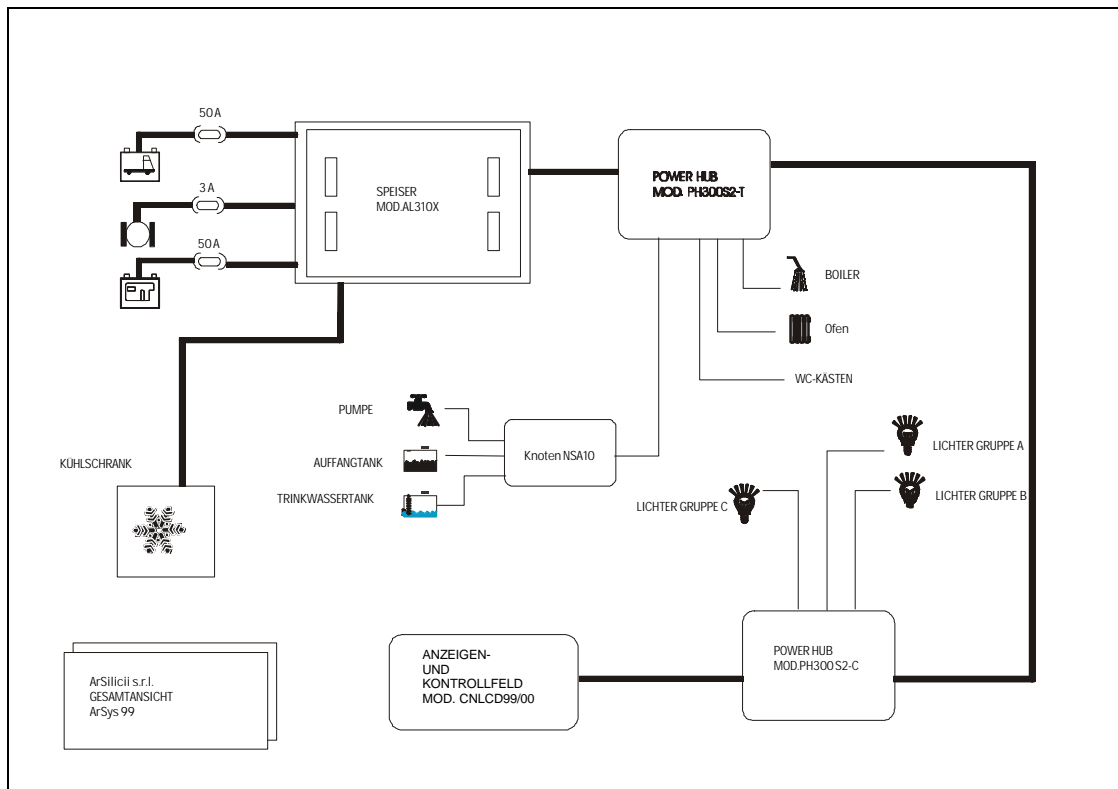 50A
3A
50A
SPEISER
MOD.AL310X
POWER HUB
MOD. PH300S2-T
BOILER
Ofen
WC-KÄSTEN
PUMPE
AUFFANGTANK
TRINKWASSERTANK
Knoten NSA10
KÜHLSCHRANK
LICHTER GRUPPE A
LICHTER GRUPPE B
LICHTER GRUPPE C
POWER HUB
MOD.PH300S2-C
ANZEIGEN-
UND
KONTROLLFELD
MOD. CNLCD99/00
ArSilicii s.r.l.
GESAMTANSICHT
ArSys 99